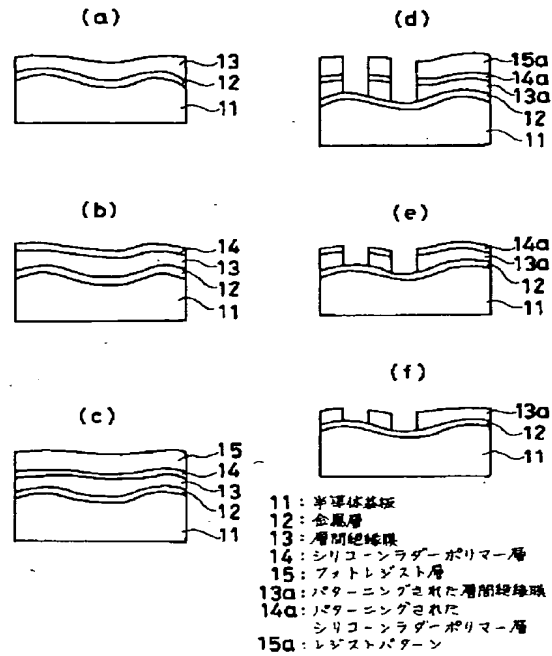 (a)
13
12
11
(b)
14
13
12
11
(c)
15
14
13
12
11
(d)
15a
14a
13a
12
11
(e)
14a
13a
12
11
(f)
13a
12
11
11:半導体基板
12:金属層
13:層間絶縁膜
14:シリコーンラダーポリマー層
15:フォトレジスト層
13a:パターニングされた層間絶縁膜
14a:パターニングされた
シリコーンラダーポリマー層
15a:レジストパターン